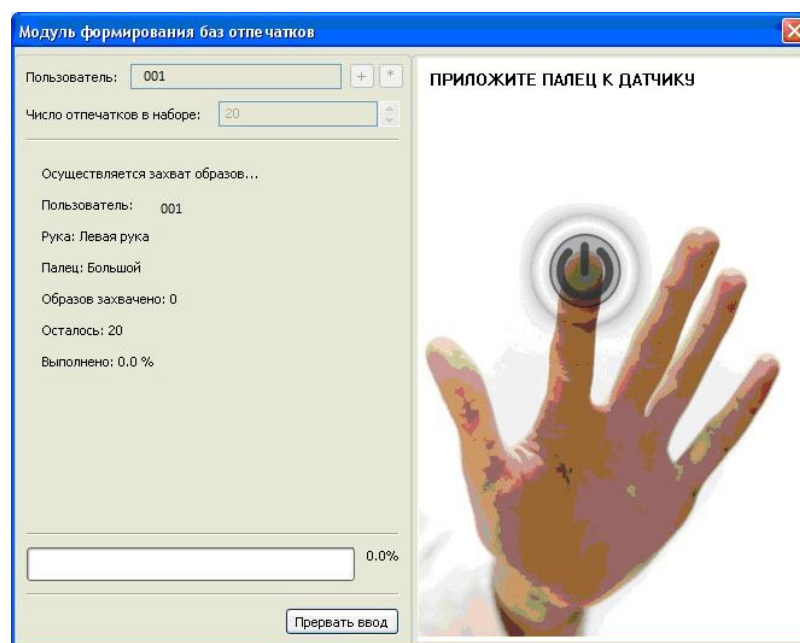 Модуль формирования баз отпечатков
Пользователь: 001 + *
Число отпечатков в наборе: 20
Осуществляется захват образов...
Пользователь: 001
Рука: Левая рука
Палец: Большой
Образов захвачено: 0
Осталось: 20
Выполнено: 0.0 %
0.0%
Прервать ввод
ПРИЛОЖИТЕ ПАЛЕЦ К ДАТЧИКУ